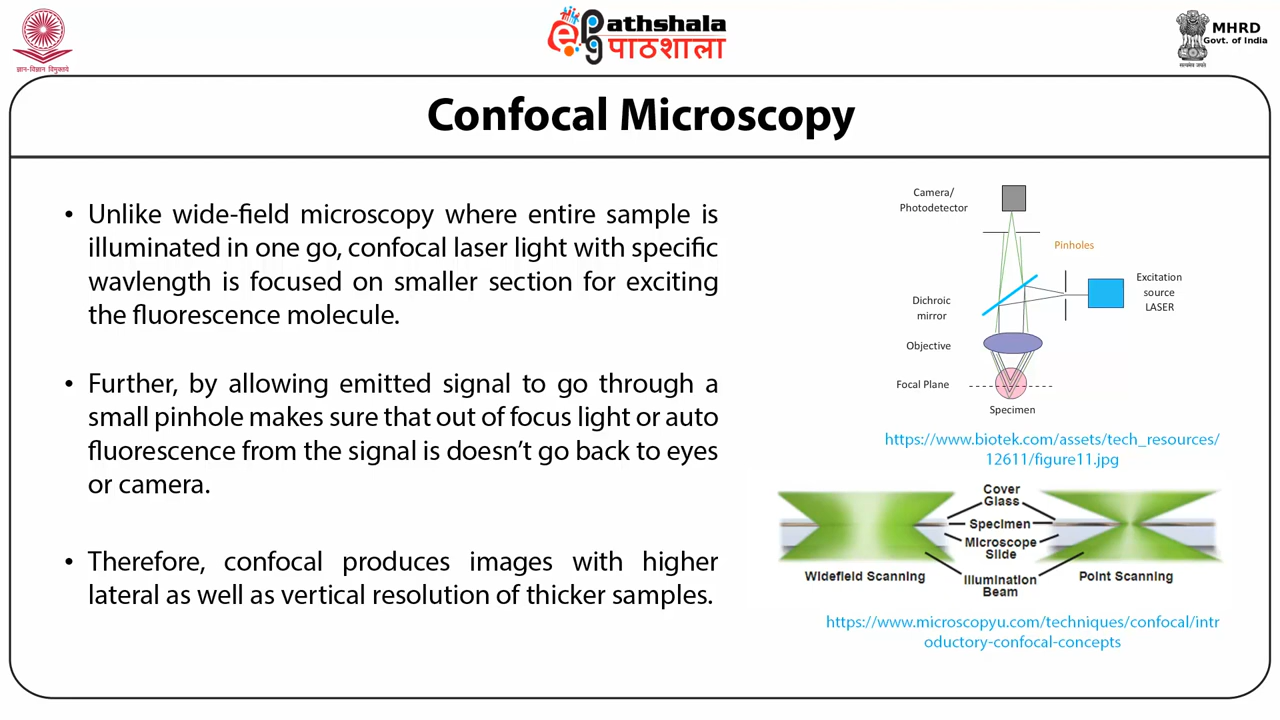 ज्ञान-विज्ञान विमुक्तये
epgathshala
पाठशाला
MHRD
Govt. of India
सत्यमेव जयते
Confocal Microscopy
• Unlike wide-field microscopy where entire sample is
illuminated in one go, confocal laser light with specific
wavlength is focused on smaller section for exciting
the fluorescence molecule.
• Further, by allowing emitted signal to go through a
small pinhole makes sure that out of focus light or auto
fluorescence from the signal is doesn't go back to eyes
or camera.
• Therefore, confocal produces images with higher
lateral as well as vertical resolution of thicker samples.
Camera/
Photodetector
Pinholes
Excitation
source
LASER
Dichroic
mirror
Objective
Focal Plane
Specimen
https://www.biotek.com/assets/tech_resources/
12611/figure11.jpg
Cover
Glass
Specimen
Microscope
Slide
Widefield Scanning
Illumination
Beam
Point Scanning
https://www.microscopyu.com/techniques/confocal/intr
oductory-confocal-concepts